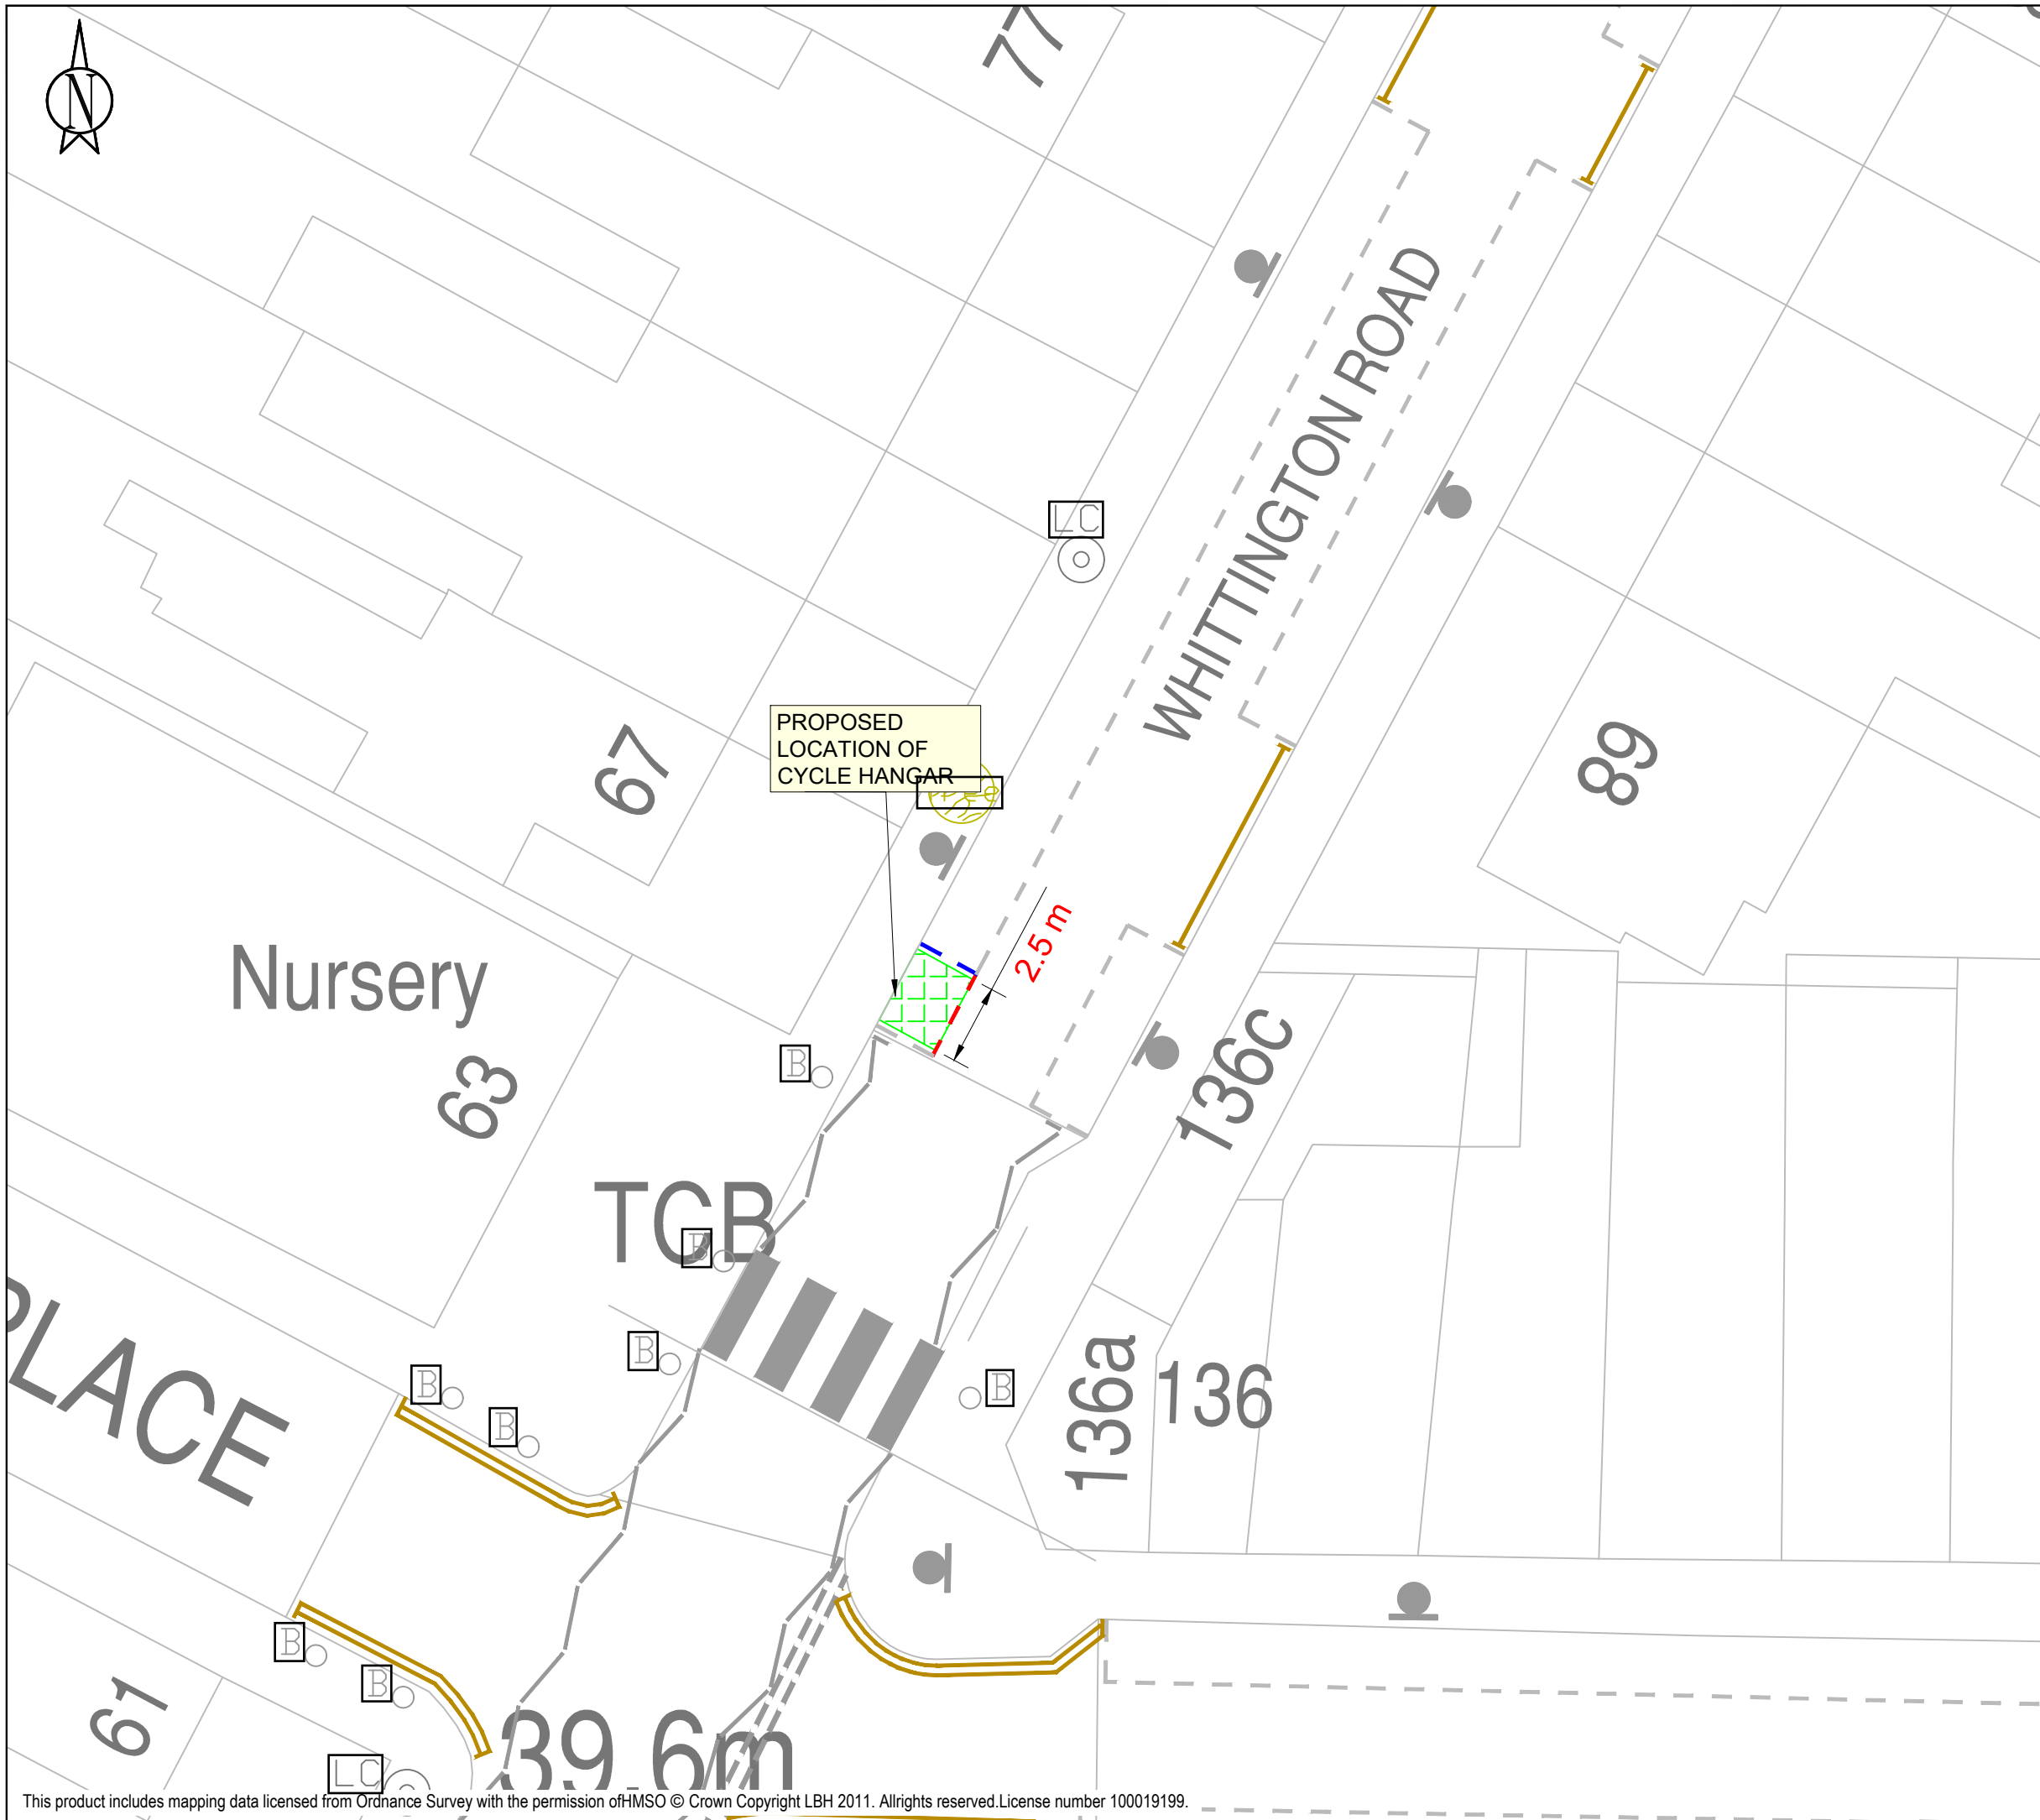 N
77
WHITTINGTON ROAD
LC
PROPOSED
LOCATION OF
CYCLE HANGAR
67
89
2.5 m
Nursery
63
B
136c
TCB
B
B
B
B
B
136a
136
PLACE
B
B
61
39.6m
LC
This product includes mapping data licensed from Ordnance Survey with the permission ofHMSO © Crown Copyright LBH 2011. Allrights reserved.License number 100019199.